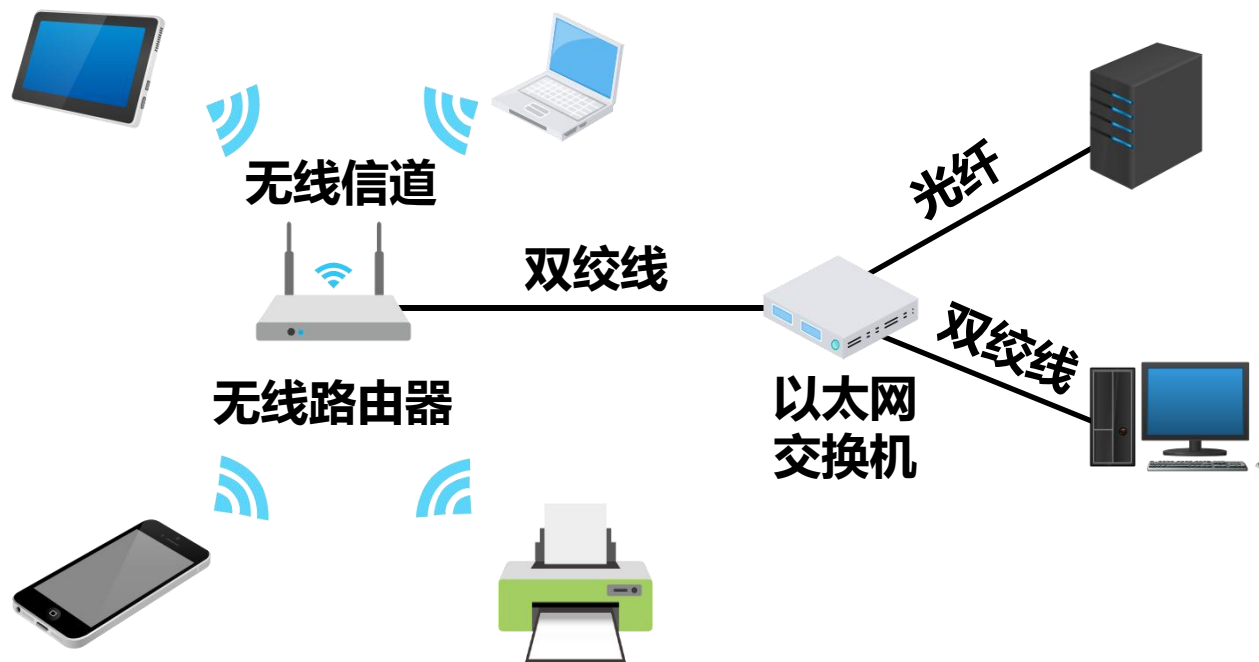 无线信道
光纤
双绞线
双绞线
无线路由器
以太网
交换机